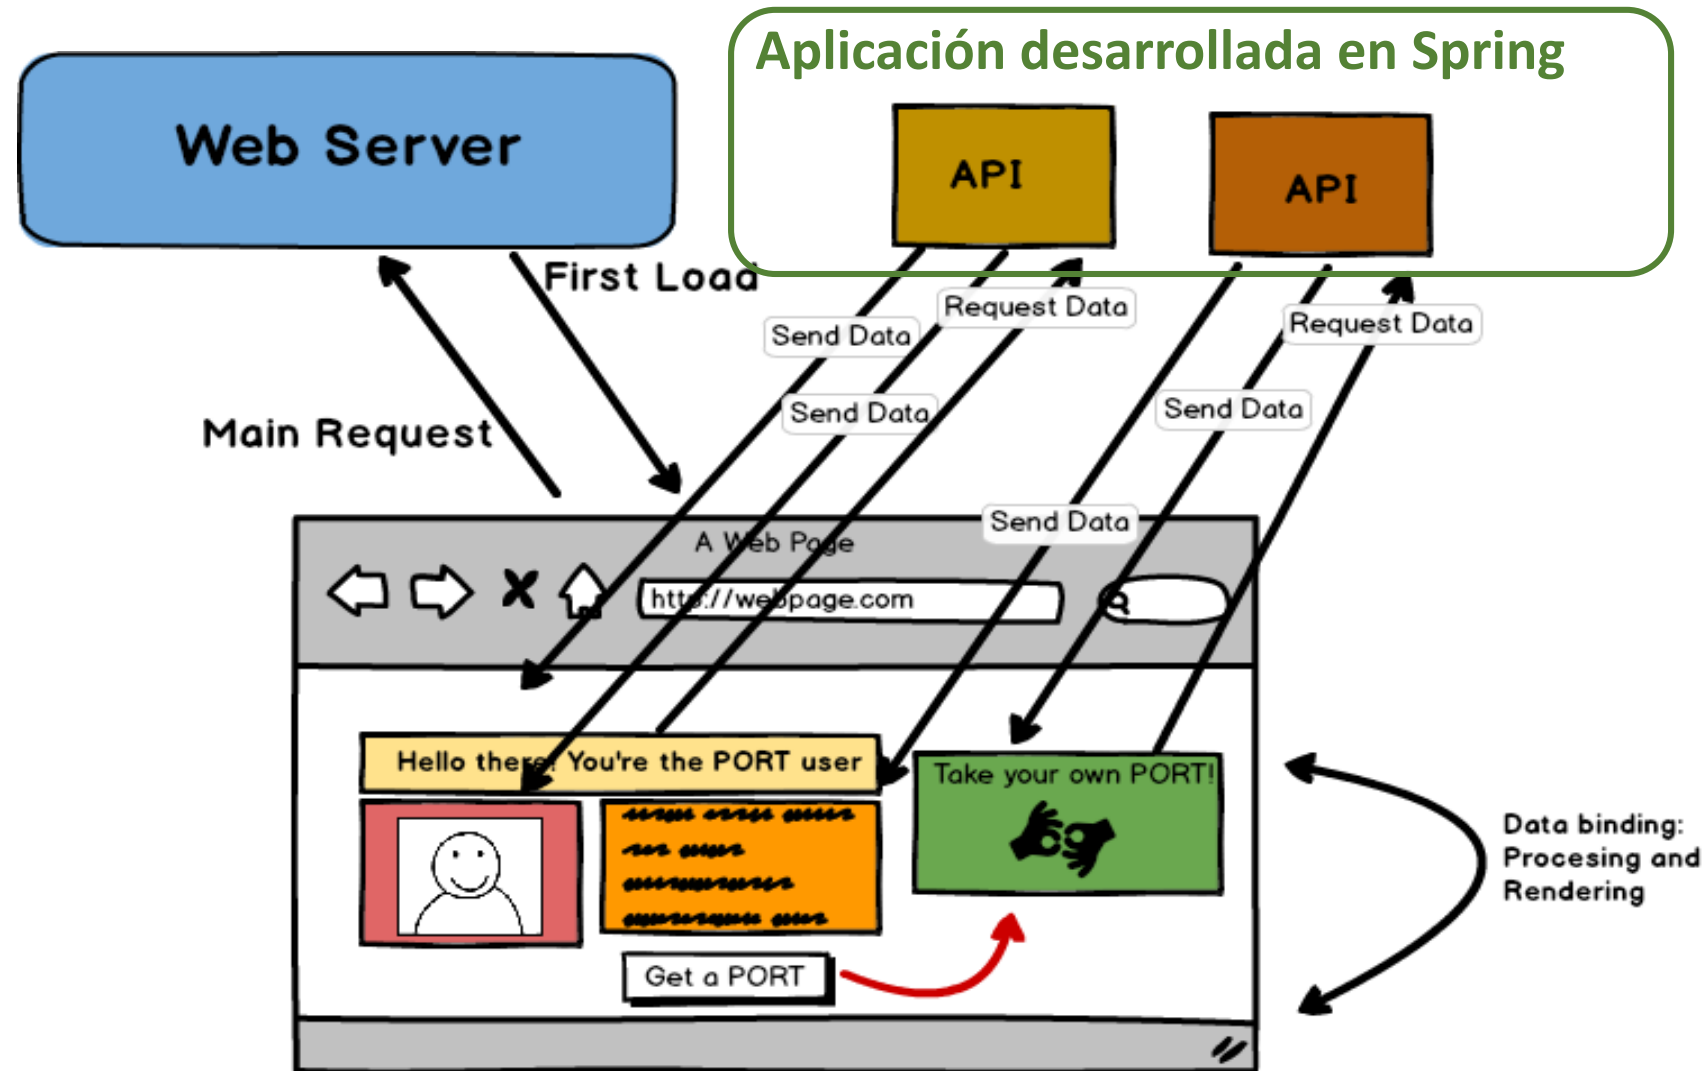 Aplicación desarrollada en Spring
Web Server
API
API
First Load
Request Data
Send Data
Request Data
Send Data
Send Data
Main Request
Send Data
A Web Page
http://webpage.com
Hello there! You're the PORT user
Take your own PORT!
Data binding:
Procesing and
Rendering
Get a PORT